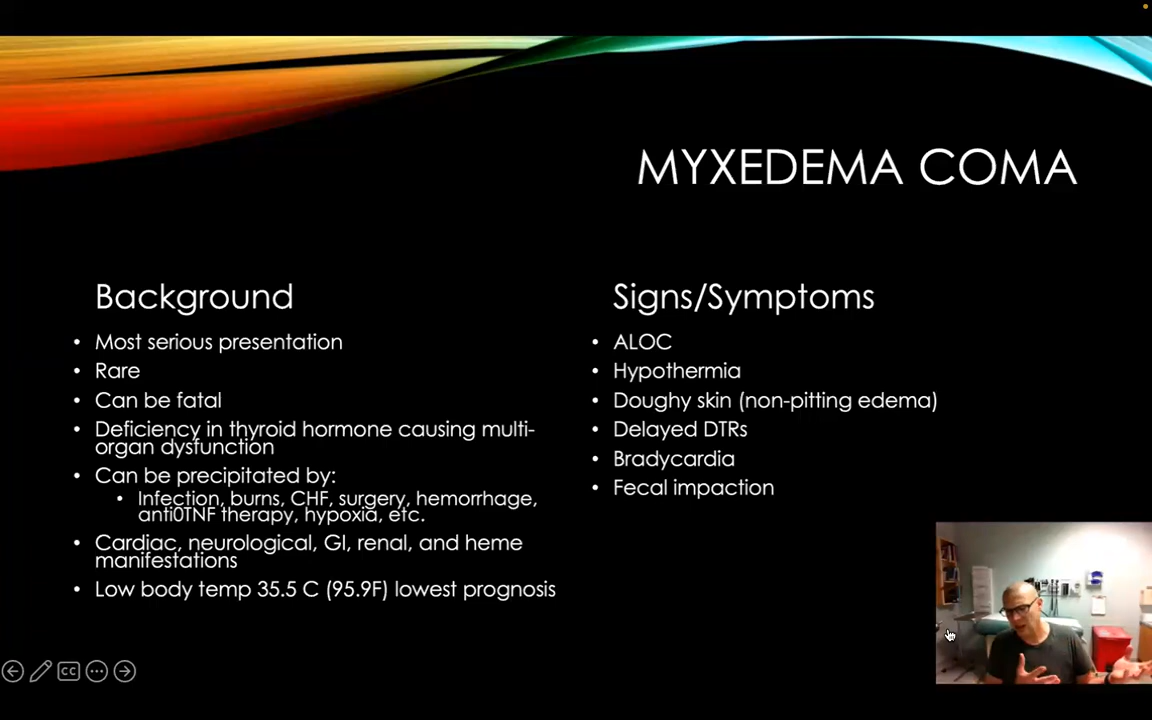 MYXEDEMA COMA
Background
• Most serious presentation
• Rare
• Can be fatal
• Deficiency in thyroid hormone causing multi-
organ dysfunction
• Can be precipitated by:
• Infection, burns, CHF, surgery, hemorrhage,
anti0TNF therapy, hypoxia, etc.
• Cardiac, neurological, GI, renal, and heme
manifestations
• Low body temp 35.5 C (95.9F) lowest prognosis
Signs/Symptoms
• ALOC
• Hypothermia
• Doughy skin (non-pitting edema)
• Delayed DTRs
• Bradycardia
• Fecal impaction
CC